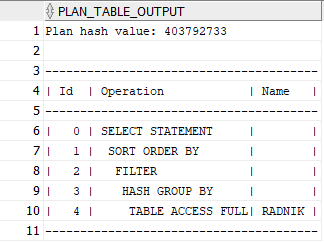 PLAN_TABLE_OUTPUT
1 Plan hash value: 403792733
2
3 -------------------------------------
4 | Id | Operation | Name |
5 -------------------------------------
6 | 0 | SELECT STATEMENT | |
7 | 1 | SORT ORDER BY | |
8 | 2 | FILTER | |
9 | 3 | HASH GROUP BY | |
10 | 4 | TABLE ACCESS FULL| RADNIK |
11 -------------------------------------